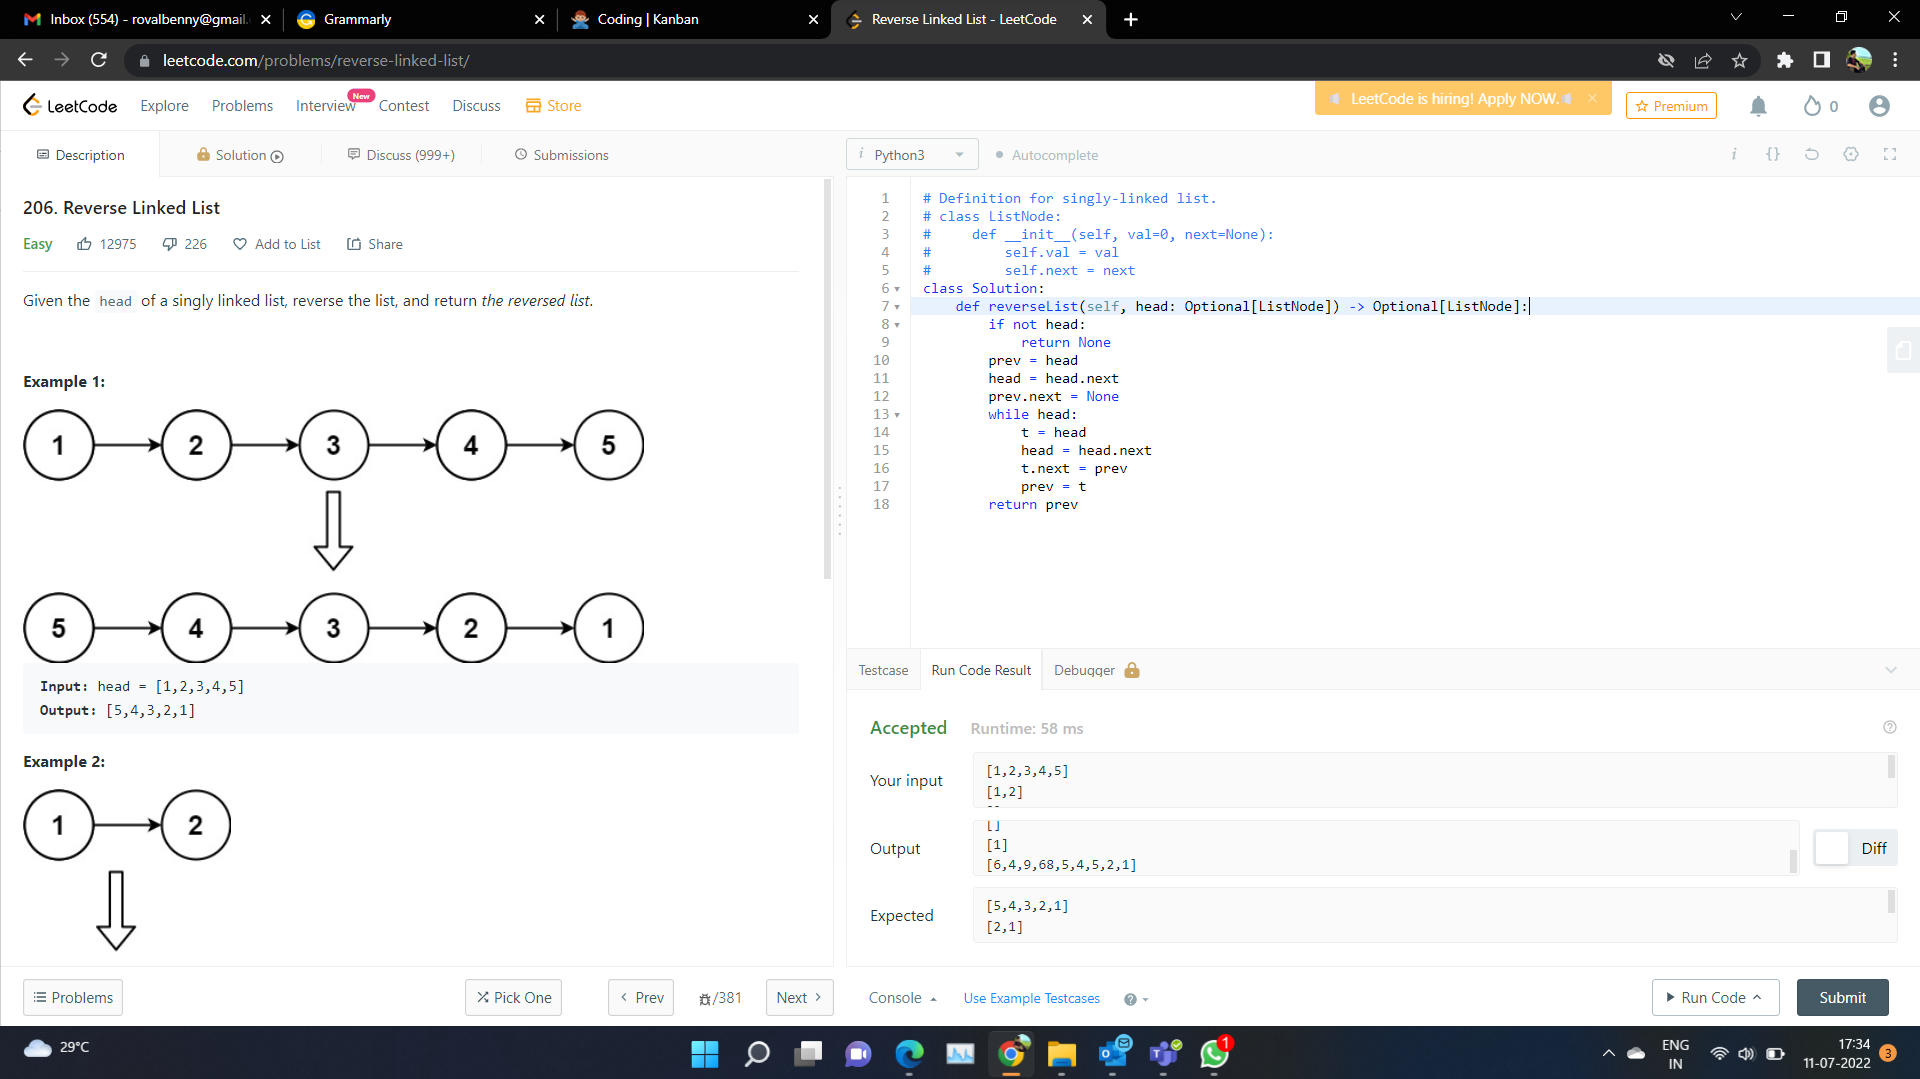 Inbox (554) - rovalbenny@gmail.
Grammarly
Coding | Kanban
Reverse Linked List - LeetCode
leetcode.com/problems/reverse-linked-list/
LeetCode
Explore
Problems
Interview
New
Contest
Discuss
Store
LeetCode is hiring! Apply NOW.
Premium
0
Description
Solution
Discuss (999+)
Submissions
i Python3
Autocomplete
i {}
206. Reverse Linked List
Easy 12975 226 Add to List Share
Given the head of a singly linked list, reverse the list, and return the reversed list.
Example 1:
1 2 3 4 5
5 4 3 2 1
Input: head = [1,2,3,4,5]
Output: [5,4,3,2,1]
Example 2:
1 2
1 # Definition for singly-linked list.
2 # class ListNode:
3 #     def __init__(self, val=0, next=None):
4 #         self.val = val
5 #         self.next = next
6 class Solution:
7     def reverseList(self, head: Optional[ListNode]) -> Optional[ListNode]:
8         if not head:
9             return None
10         prev = head
11         head = head.next
12         prev.next = None
13         while head:
14             t = head
15             head = head.next
16             t.next = prev
17             prev = t
18         return prev
Testcase
Run Code Result
Debugger
Accepted Runtime: 58 ms
Your input
[1,2,3,4,5]
[1,2]
Output
[]
[1]
[6,4,9,68,5,4,5,2,1]
Diff
Expected
[5,4,3,2,1]
[2,1]
Problems
Pick One
Prev
/381
Next
Console
Use Example Testcases
Run Code
Submit
29°C
1
ENG
IN
17:34
11-07-2022
3